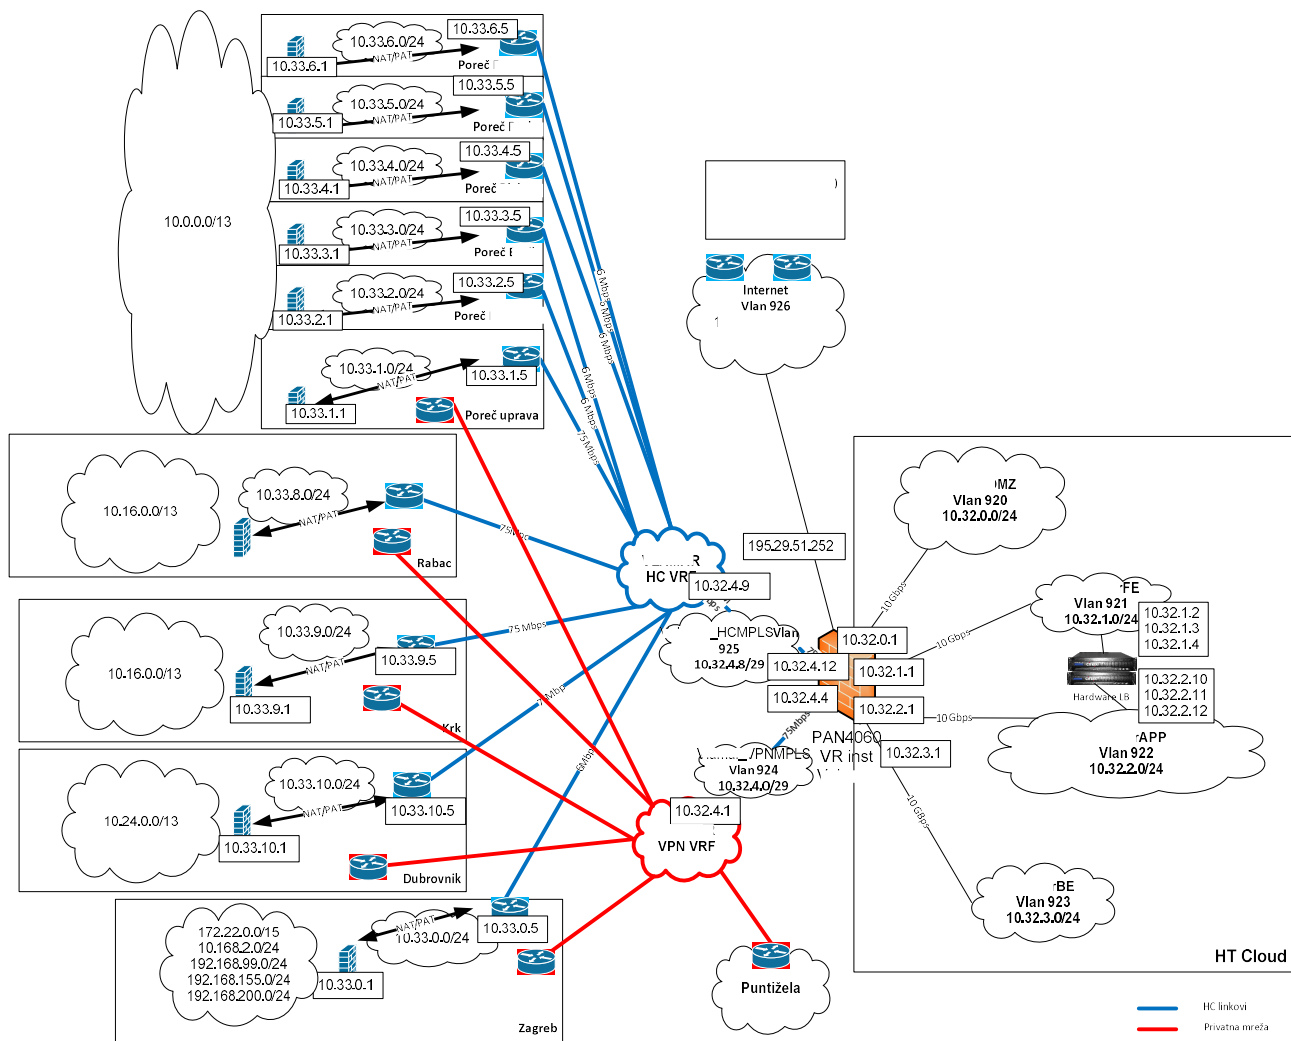 10.0.0.0/13
10.33.6.0/24
10.33.6.5
NAT/PAT
10.33.6.1
Poreč
10.33.5.0/24
10.33.5.5
NAT/PAT
10.33.5.1
Poreč
10.33.4.0/24
10.33.4.5
NAT/PAT
10.33.4.1
Poreč
10.33.3.0/24
10.33.3.5
NAT/PAT
10.33.3.1
Poreč
10.33.2.0/24
10.33.2.5
NAT/PAT
10.33.2.1
Poreč
10.33.1.0/24
NAT/PAT
10.33.1.5
10.33.1.1
Poreč uprava
6 Mbps
6 Mbps
6 Mbps
6 Mbps
6 Mbps
75Mbps
Internet
Vlan 926
195.29.51.252
10.16.0.0/13
10.33.8.0/24
NAT/PAT
Rabac
10.16.0.0/13
10.33.9.0/24
NAT/PAT
10.33.9.5
10.33.9.1
Krk
75 Mbps
10.24.0.0/13
10.33.10.0/24
NAT/PAT
10.33.10.5
10.33.10.1
Dubrovnik
172.22.0.0/15
10.168.2.0/24
192.168.99.0/24
192.168.155.0/24
192.168.200.0/24
NAT/PAT
10.33.0.0/24
10.33.0.5
10.33.0.1
Zagreb
6Mbps
HC VRF
10.32.4.9
_HCMPLSVlan
925
10.32.4.8/29
10.32.4.12
10.32.4.4
75Mbps
/PNMPLS
Vlan 924
10.32.4.0/29
10.32.4.1
VPN VRF
Puntižela
PAN4060
VR inst
10.32.0.1
10.32.1.1
10.32.2.1
10.32.3.1
10 Gbps
10 Gbps
10 Gbps
10 GBps
MZ
Vlan 920
10.32.0.0/24
FE
Vlan 921
10.32.1.0/24
10.32.1.2
10.32.1.3
10.32.1.4
Hardware LB
10.32.2.10
10.32.2.11
10.32.2.12
APP
Vlan 922
10.32.2.0/24
BE
Vlan 923
10.32.3.0/24
HT Cloud
HC linkovi
Privatna mreža